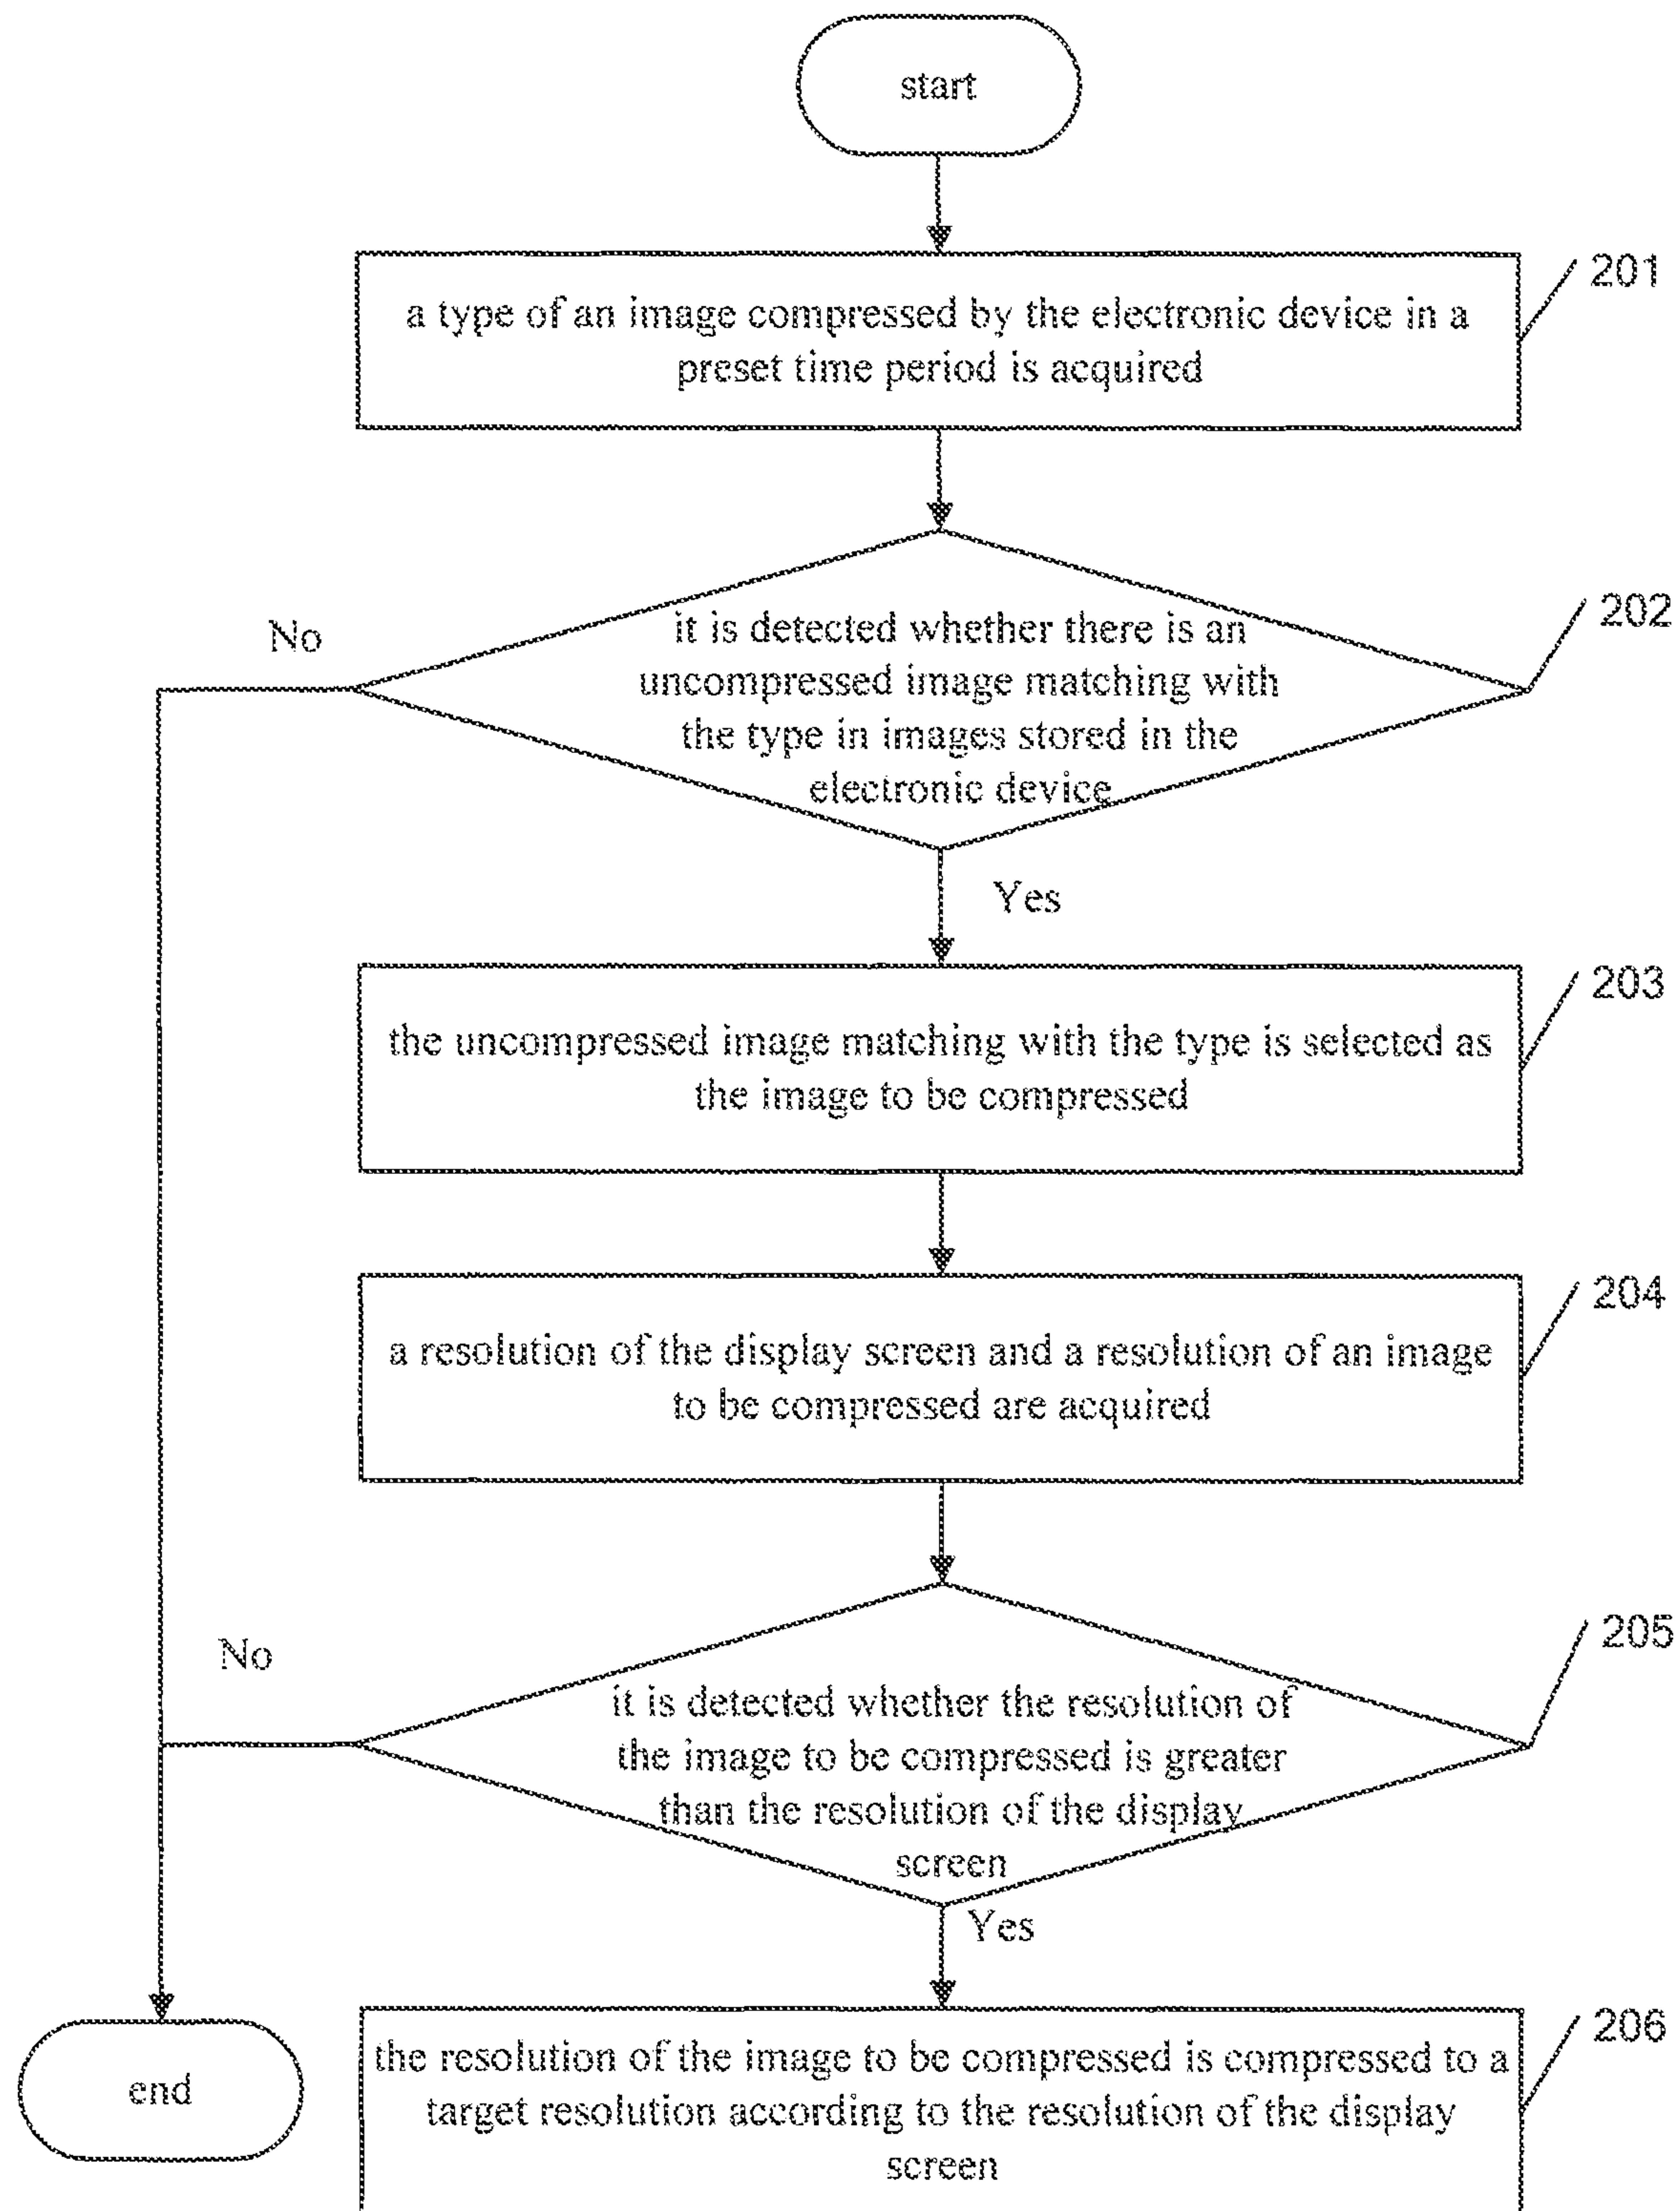 start
201
a type of an image compressed by the electronic device in a
preset time period is acquired
202
No
it is detected whether there is an
uncompressed image matching with
the type in images stored in the
electronic device
Yes
203
the uncompressed image matching with the type is selected as
the image to be compressed
204
a resolution of the display screen and a resolution of an image
to be compressed are acquired
205
No
it is detected whether the resolution of
the image to be compressed is greater
than the resolution of the display
screen
Yes
206
the resolution of the image to be compressed is compressed to a
target resolution according to the resolution of the display
screen
end